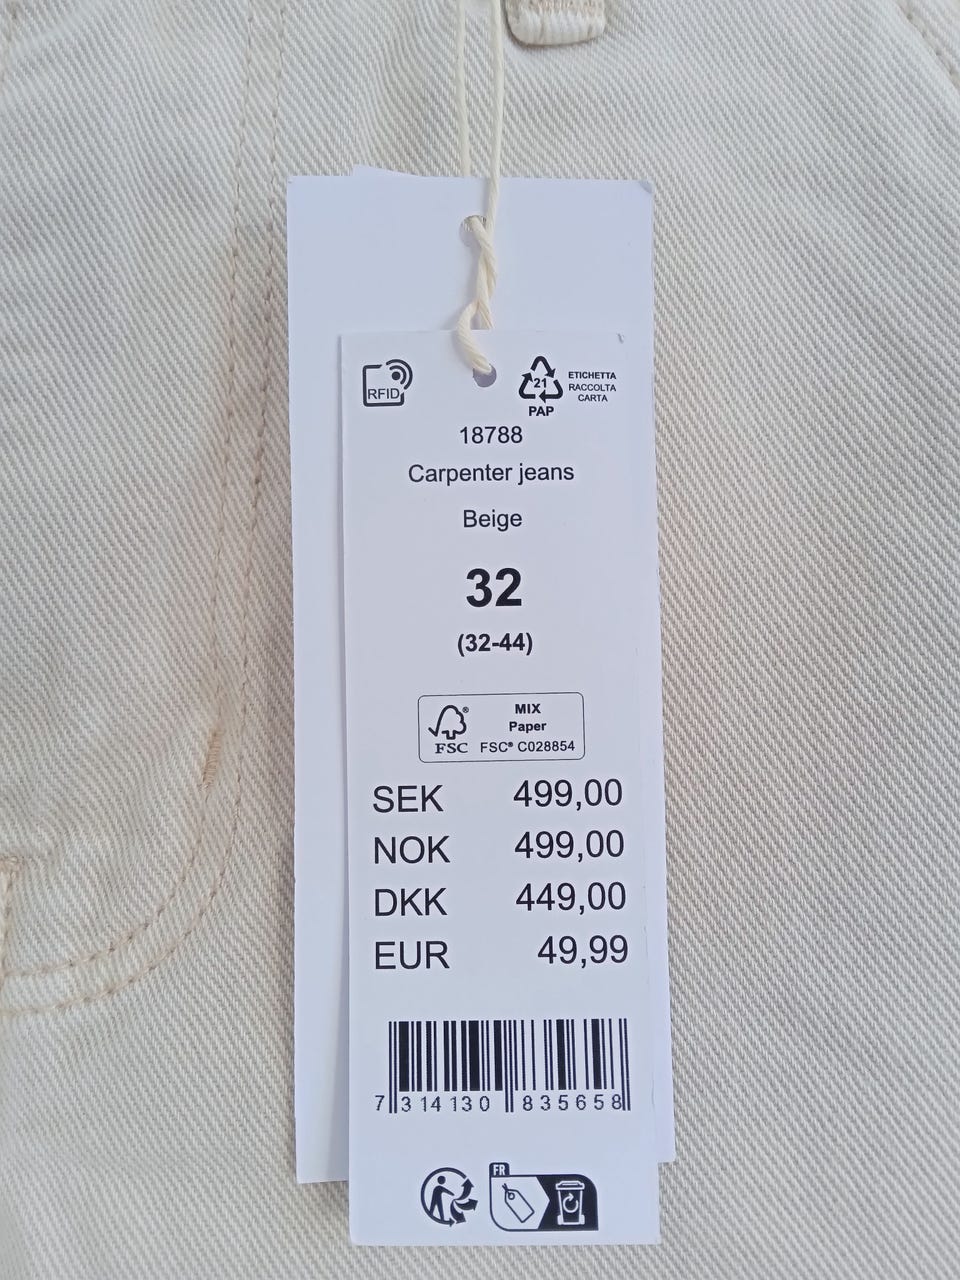 RFID
21
PAP
ETICHETTA
RACCOLTA
CARTA
18788
Carpenter jeans
Beige
32
(32-44)
FSC®
MIX
Paper
FSC® C028854
SEK 499,00
NOK 499,00
DKK 449,00
EUR 49,99
7 314130 835658
FR